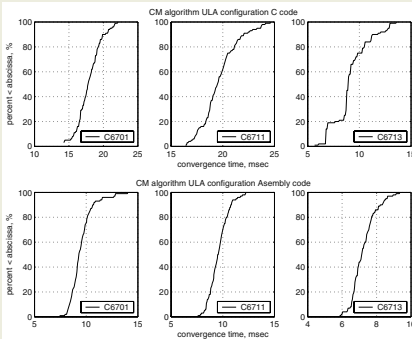 CM algorithm ULA configuration C code
percent < abscissa, %
100
80
60
40
20
0
C6701
10 15 20 25
100
80
60
40
20
0
C6711
15 20 25
convergence time, msec
100
80
60
40
20
0
C6713
10 15
CM algorithm ULA configuration Asembly code
percent < abscissa, %
100
80
60
40
20
0
C6701
5 10 15
100
80
60
40
20
0
C6711
5 10 15
convergence time, msec
100
80
60
40
20
0
C6713
4 6 8 10